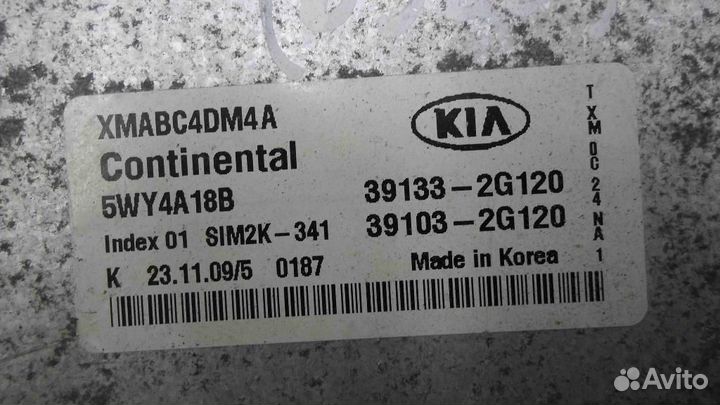 XMABC4DM4A
KIA
Continental
5WY4A18B
39133-2G120
Index 01 SIM2K-341
39103-2G120
K 23.11.09/5 0187
Made in Korea
TXM0C24NA1
Avito